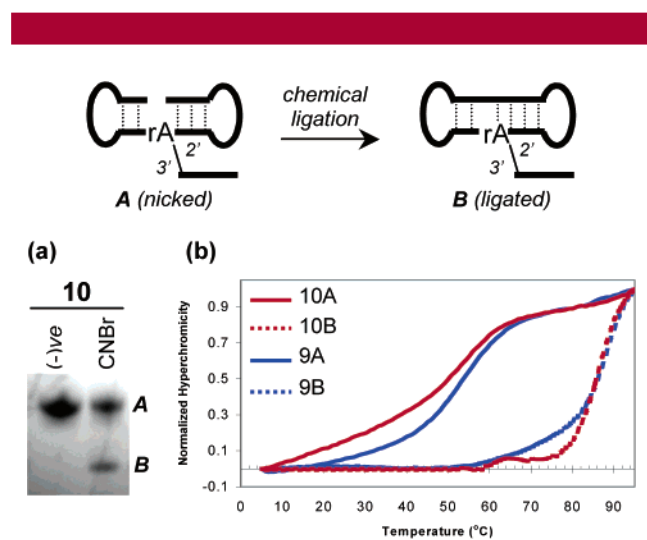 chemical
ligation
rA
2'
3'
A (nicked)
rA
2'
3'
B (ligated)
(a)
10
(-)ve
CNBr
A
B
(b)
Normalized Hyperchromicity
0.9
0.7
0.5
0.3
0.1
-0.1
10A
10B
9A
9B
0 10 20 30 40 50 60 70 80 90
Temperature (°C)